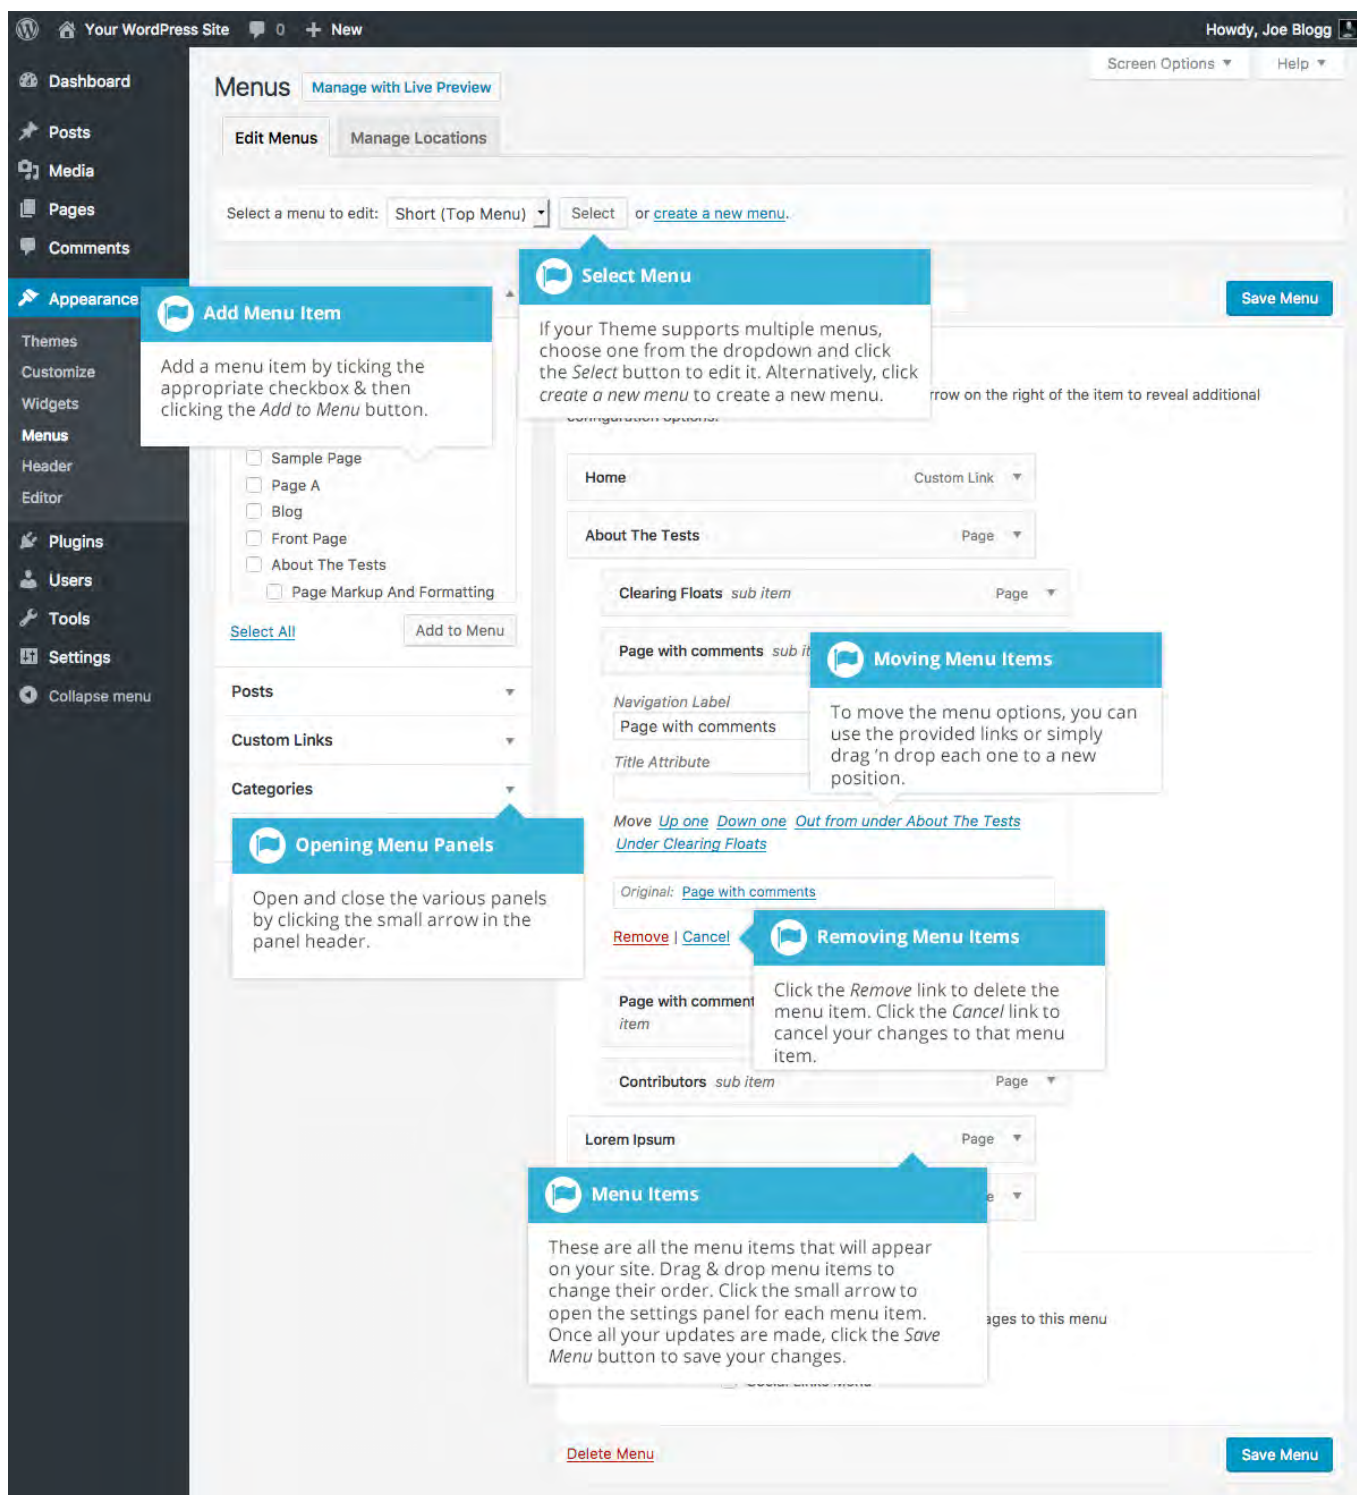 Your WordPress Site 0 + New Howdy, Joe Blogg
Screen Options Help
Dashboard
Posts
Media
Pages
Comments
Appearance
Themes
Customize
Widgets
Menus
Header
Editor
Plugins
Users
Tools
Settings
Collapse menu
Menus Manage with Live Preview
Edit Menus Manage Locations
Select a menu to edit: Short (Top Menu) Select or create a new menu.
Select Menu
If your Theme supports multiple menus,
choose one from the dropdown and click
the Select button to edit it. Alternatively, click
create a new menu to create a new menu.
Save Menu
Add Menu Item
Add a menu item by ticking the
appropriate checkbox & then
clicking the Add to Menu button.
on the right of the item to reveal additional
configuration options.
Sample Page
Page A
Blog
Front Page
About The Tests
Page Markup And Formatting
Select All Add to Menu
Posts
Custom Links
Categories
Opening Menu Panels
Open and close the various panels
by clicking the small arrow in the
panel header.
Home Custom Link
About The Tests Page
Clearing Floats sub item Page
Page with comments sub
Moving Menu Items
To move the menu options, you can
use the provided links or simply
drag 'n drop each one to a new
position.
Navigation Label
Page with comments
Title Attribute
Move Up one Down one Out from under About The Tests
Under Clearing Floats
Original: Page with comments
Remove | Cancel
Removing Menu Items
Click the Remove link to delete the
menu item. Click the Cancel link to
cancel your changes to that menu
item.
Page with comment
item
Contributors sub item Page
Lorem Ipsum Page
Menu Items
These are all the menu items that will appear
on your site. Drag & drop menu items to
change their order. Click the small arrow to
open the settings panel for each menu item.
Once all your updates are made, click the Save
Menu button to save your changes.
ages to this menu
Social Links Menu
Delete Menu Save Menu